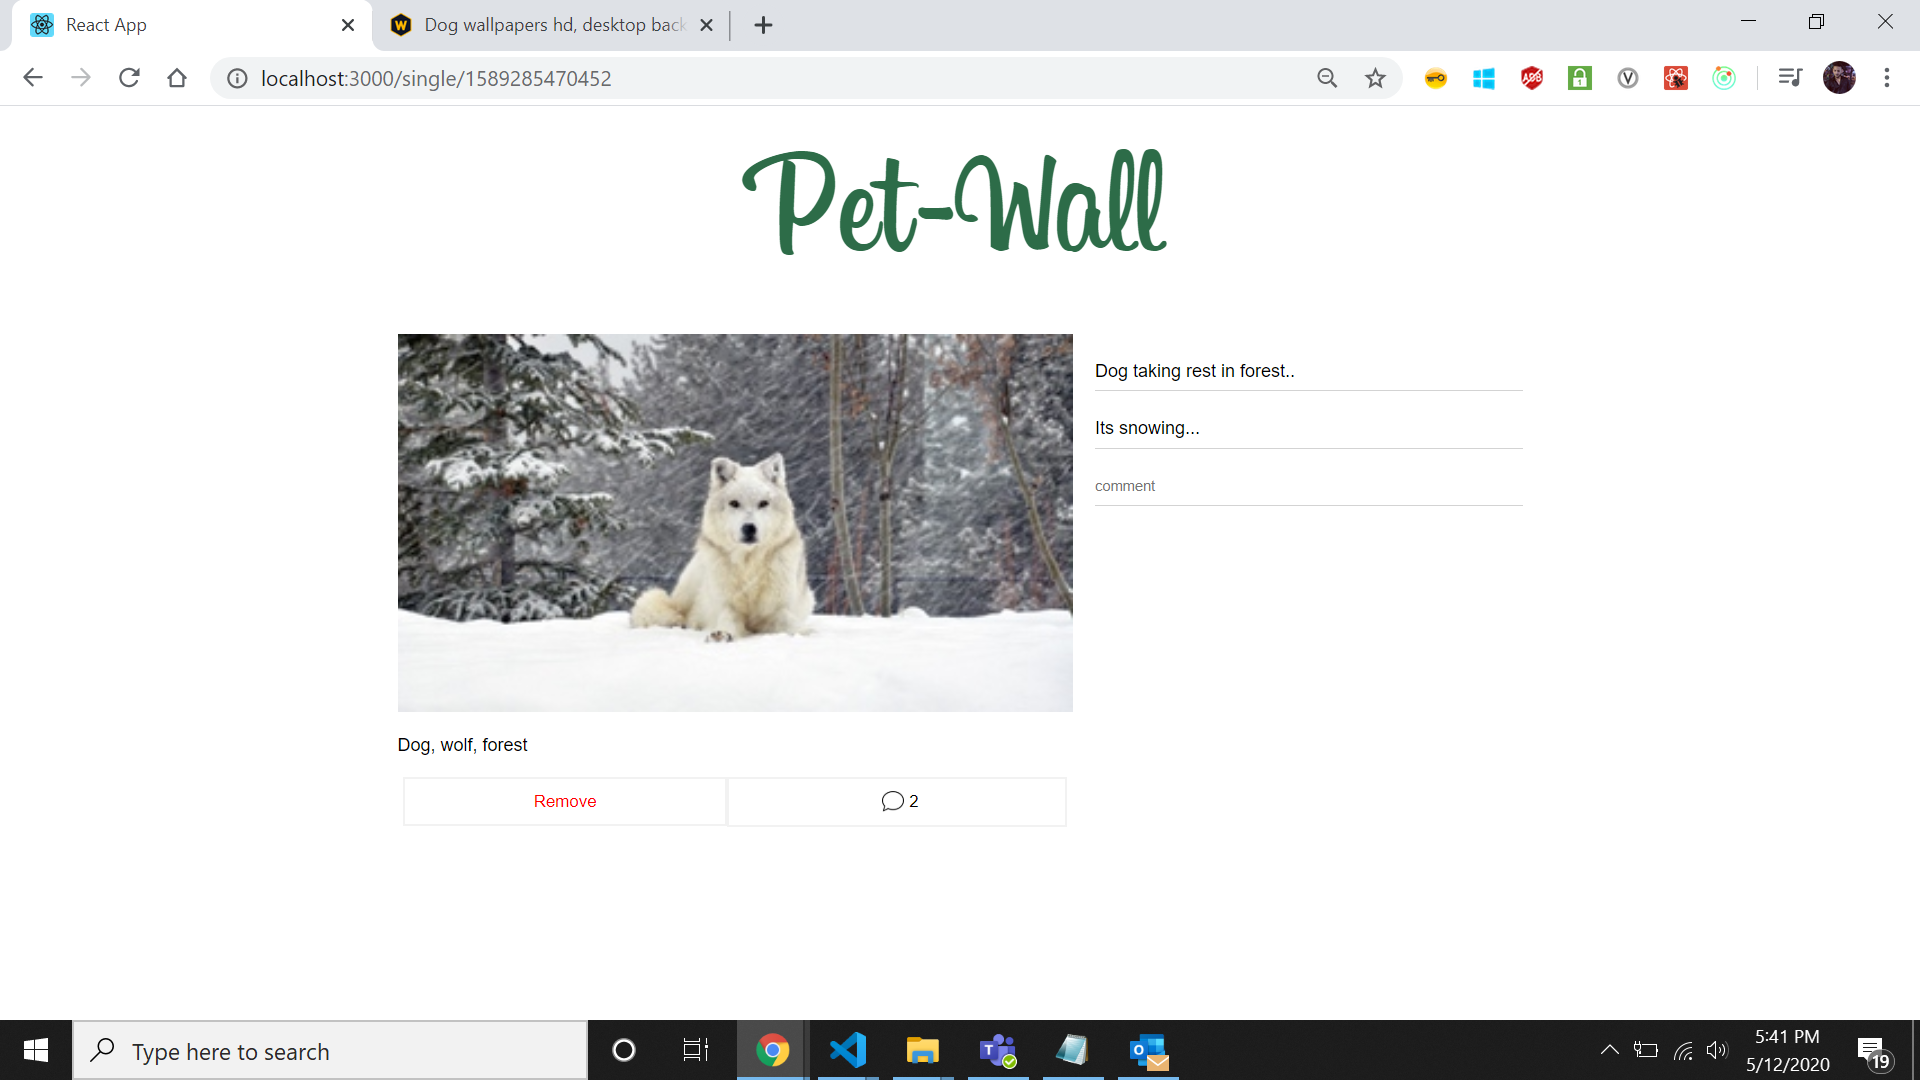 React App
Dog wallpapers hd, desktop back
localhost:3000/single/1589285470452
Pet-Wall
Dog taking rest in forest..
Its snowing...
comment
Dog, wolf, forest
Remove
2
Type here to search
5:41 PM
5/12/2020
19